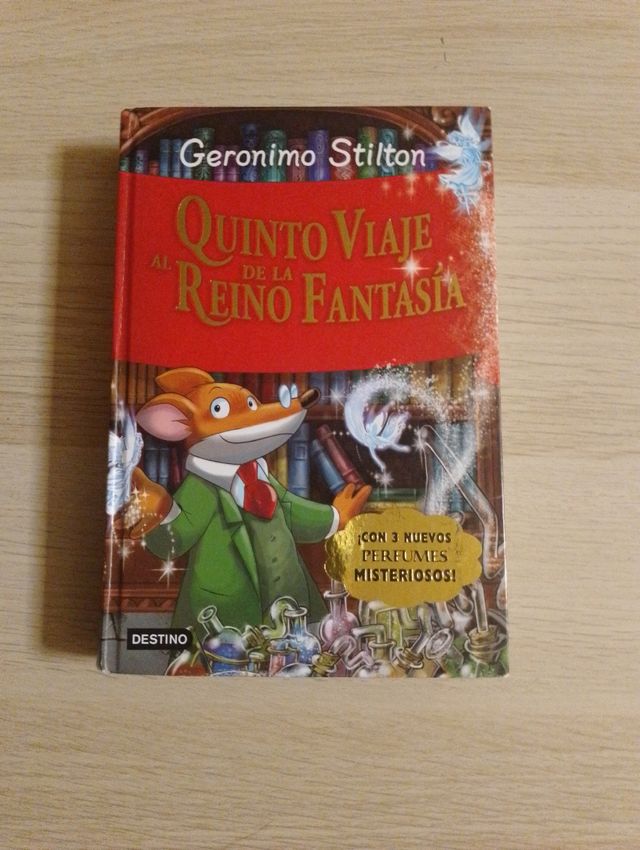 Geronimo Stilton
QUINTO VIAJE
AL DE LA
REINO FANTASÍA
¡CON 3 NUEVOS
PERFUMES
MISTERIOSOS!
DESTINO